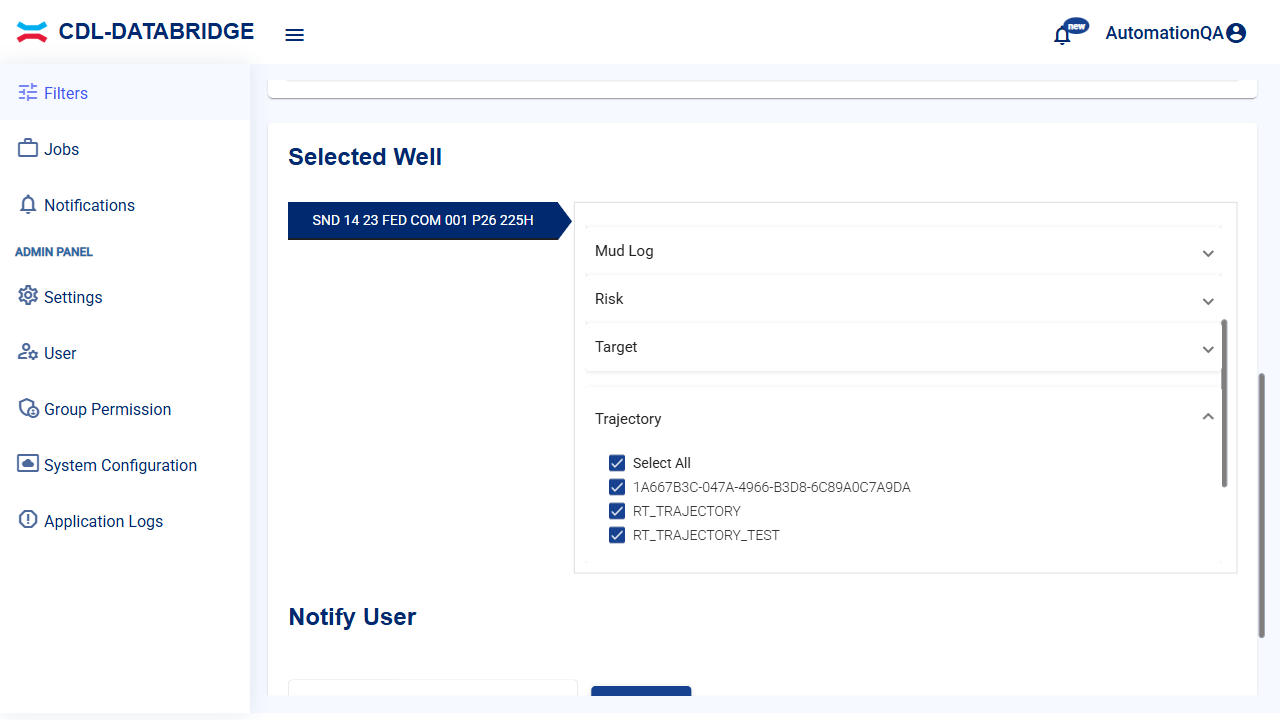 CDL-DATABRIDGE
new
AutomationQA
Filters
Jobs
Notifications
ADMIN PANEL
Settings
User
Group Permission
System Configuration
Application Logs
Selected Well
SND 14 23 FED COM 001 P26 225H
Mud Log
Risk
Target
Trajectory
Select All
1A667B3C-047A-4966-B3D8-6C89A0C7A9DA
RT_TRAJECTORY
RT_TRAJECTORY_TEST
Notify User